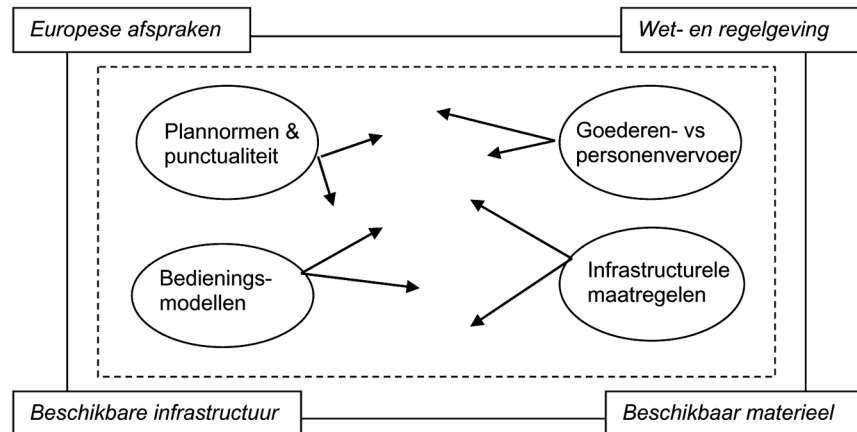 Europese afspraken
Wet- en regelgeving
Plannormen &
punctualiteit
Goederen- vs
personenvervoer
Bedienings-
modellen
Infrastructurele
maatregelen
Beschikbare infrastructuur
Beschikbaar materieel